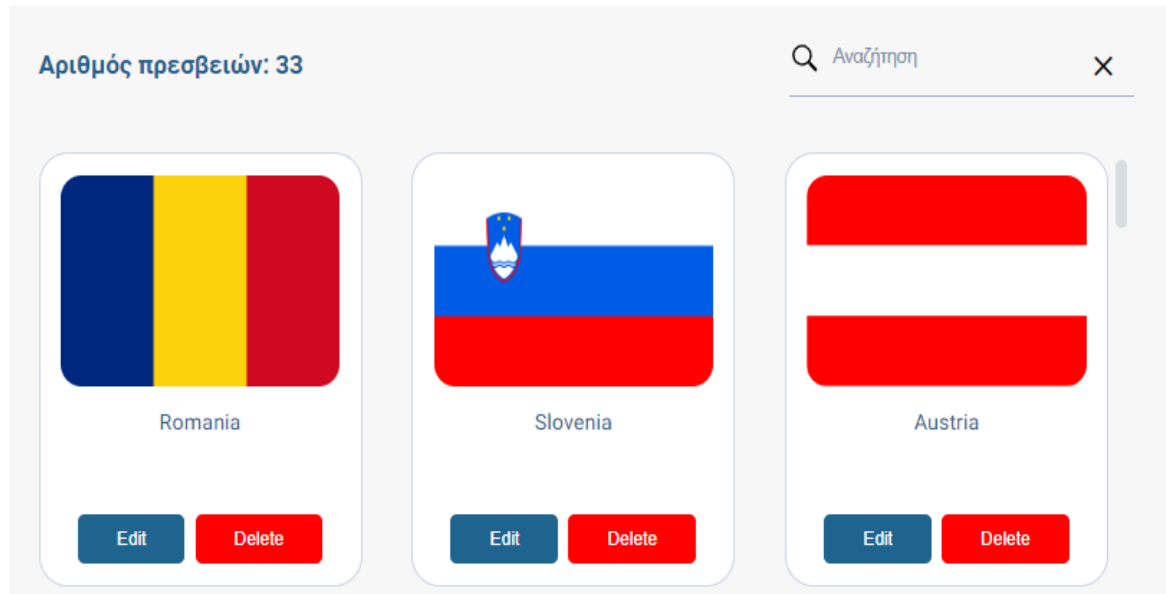 Αριθμός πρεσβειών: 33
Αναζήτηση
Romania
Slovenia
Austria
Edit Delete
Edit Delete
Edit Delete